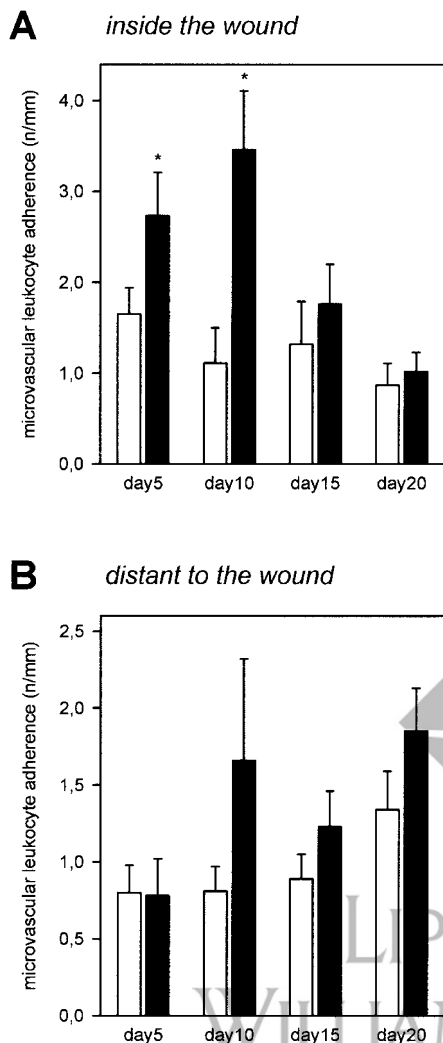 A inside the wound
microvascular leukocyte adherence (n/mm)
4,0
3,0
2,0
1,0
0,0
*
*
day5 day10 day15 day20
B distant to the wound
microvascular leukocyte adherence (n/mm)
2,5
2,0
1,5
1,0
0,5
0,0
day5 day10 day15 day20
LIP
WILLIAM